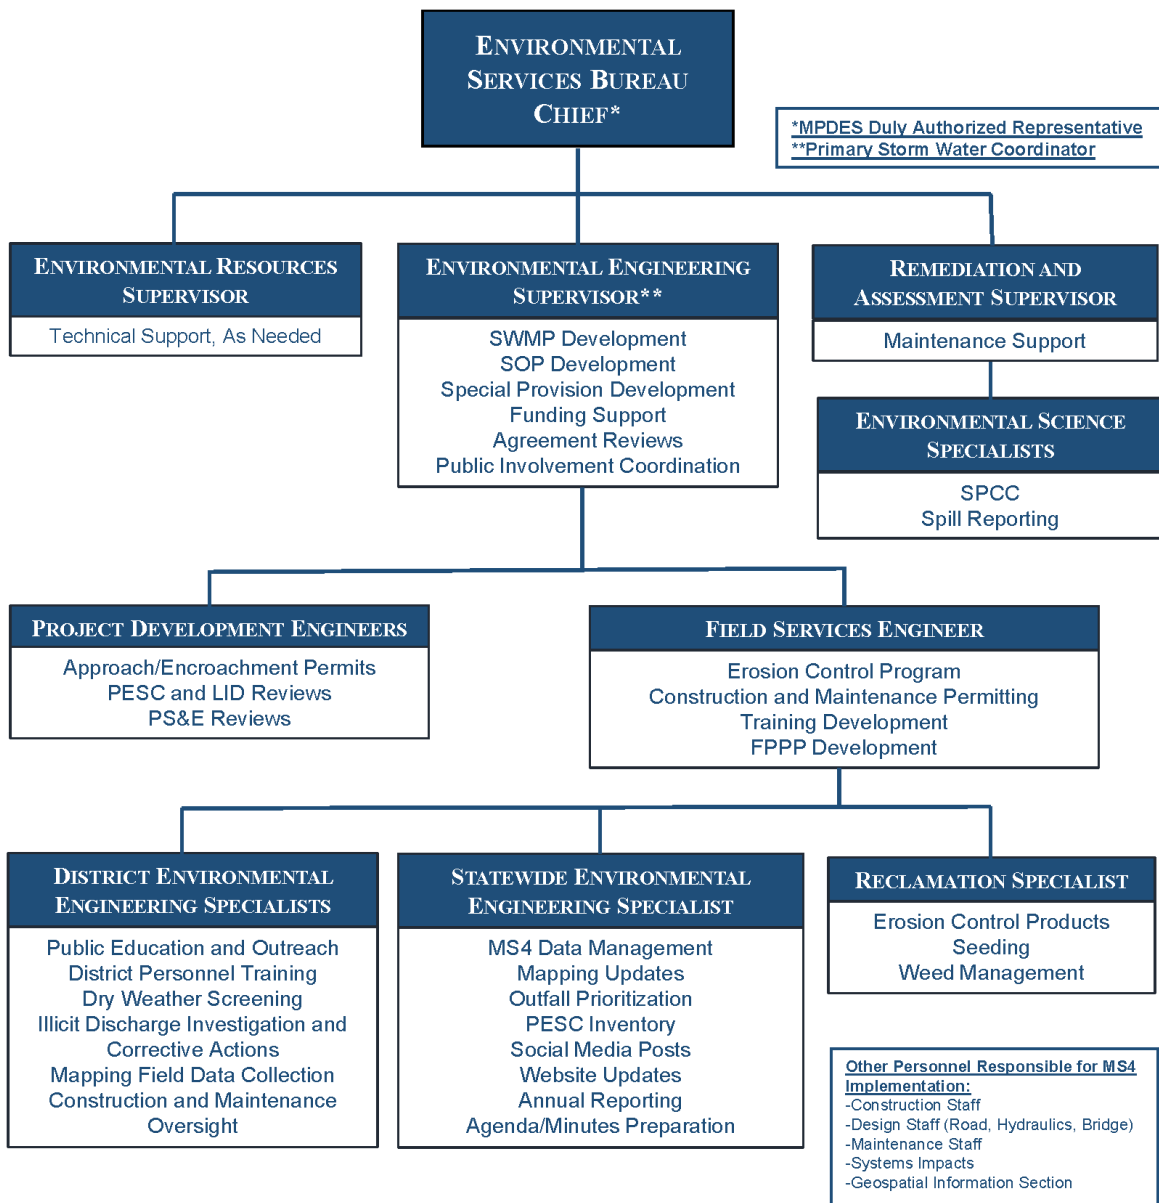 ENVIRONMENTAL
SERVICES BUREAU
CHIEF*
*MPDES Duly Authorized Representative
**Primary Storm Water Coordinator
ENVIRONMENTAL RESOURCES
SUPERVISOR
Technical Support, As Needed
ENVIRONMENTAL ENGINEERING
SUPERVISOR**
SWMP Development
SOP Development
Special Provision Development
Funding Support
Agreement Reviews
Public Involvement Coordination
REMEDIATION AND
ASSESSMENT SUPERVISOR
Maintenance Support
ENVIRONMENTAL SCIENCE
SPECIALISTS
SPCC
Spill Reporting
PROJECT DEVELOPMENT ENGINEERS
Approach/Encroachment Permits
PESC and LID Reviews
PS&E Reviews
FIELD SERVICES ENGINEER
Erosion Control Program
Construction and Maintenance Permitting
Training Development
FPPP Development
DISTRICT ENVIRONMENTAL
ENGINEERING SPECIALISTS
Public Education and Outreach
District Personnel Training
Dry Weather Screening
Illicit Discharge Investigation and
Corrective Actions
Mapping Field Data Collection
Construction and Maintenance
Oversight
STATEWIDE ENVIRONMENTAL
ENGINEERING SPECIALIST
MS4 Data Management
Mapping Updates
Outfall Prioritization
PESC Inventory
Social Media Posts
Website Updates
Annual Reporting
Agenda/Minutes Preparation
RECLAMATION SPECIALIST
Erosion Control Products
Seeding
Weed Management
Other Personnel Responsible for MS4
Implementation:
-Construction Staff
-Design Staff (Road, Hydraulics, Bridge)
-Maintenance Staff
-Systems Impacts
-Geospatial Information Section